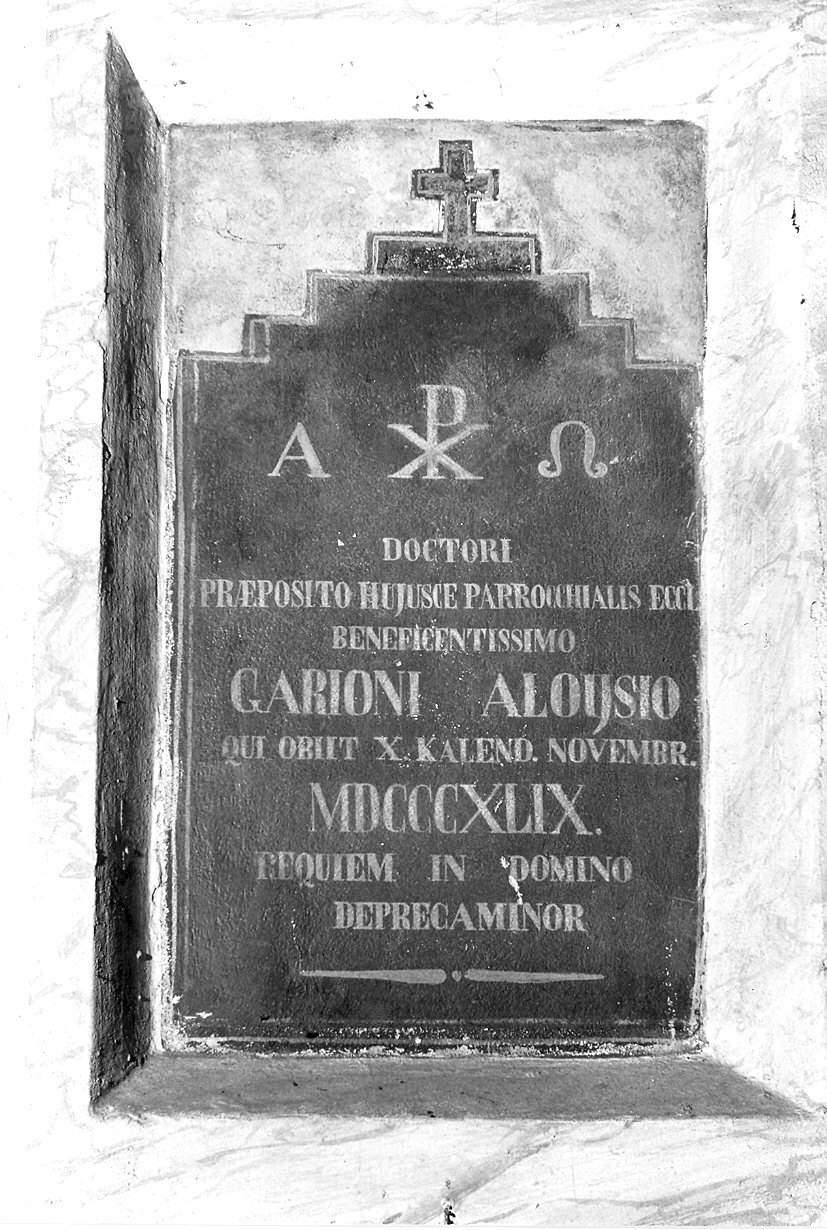 A ☧ Ω
DOCTORI
PRÆPOSITO HUJUSCE PARROCCHIALIS ECCL
BENEFICENTISSIMO
GARIONI ALOYSIO
QUI OBIIT X. KALEND. NOVEMBR.
MDCCCXLIX.
REQUIEM IN DOMINO
DEPRECAMINOR